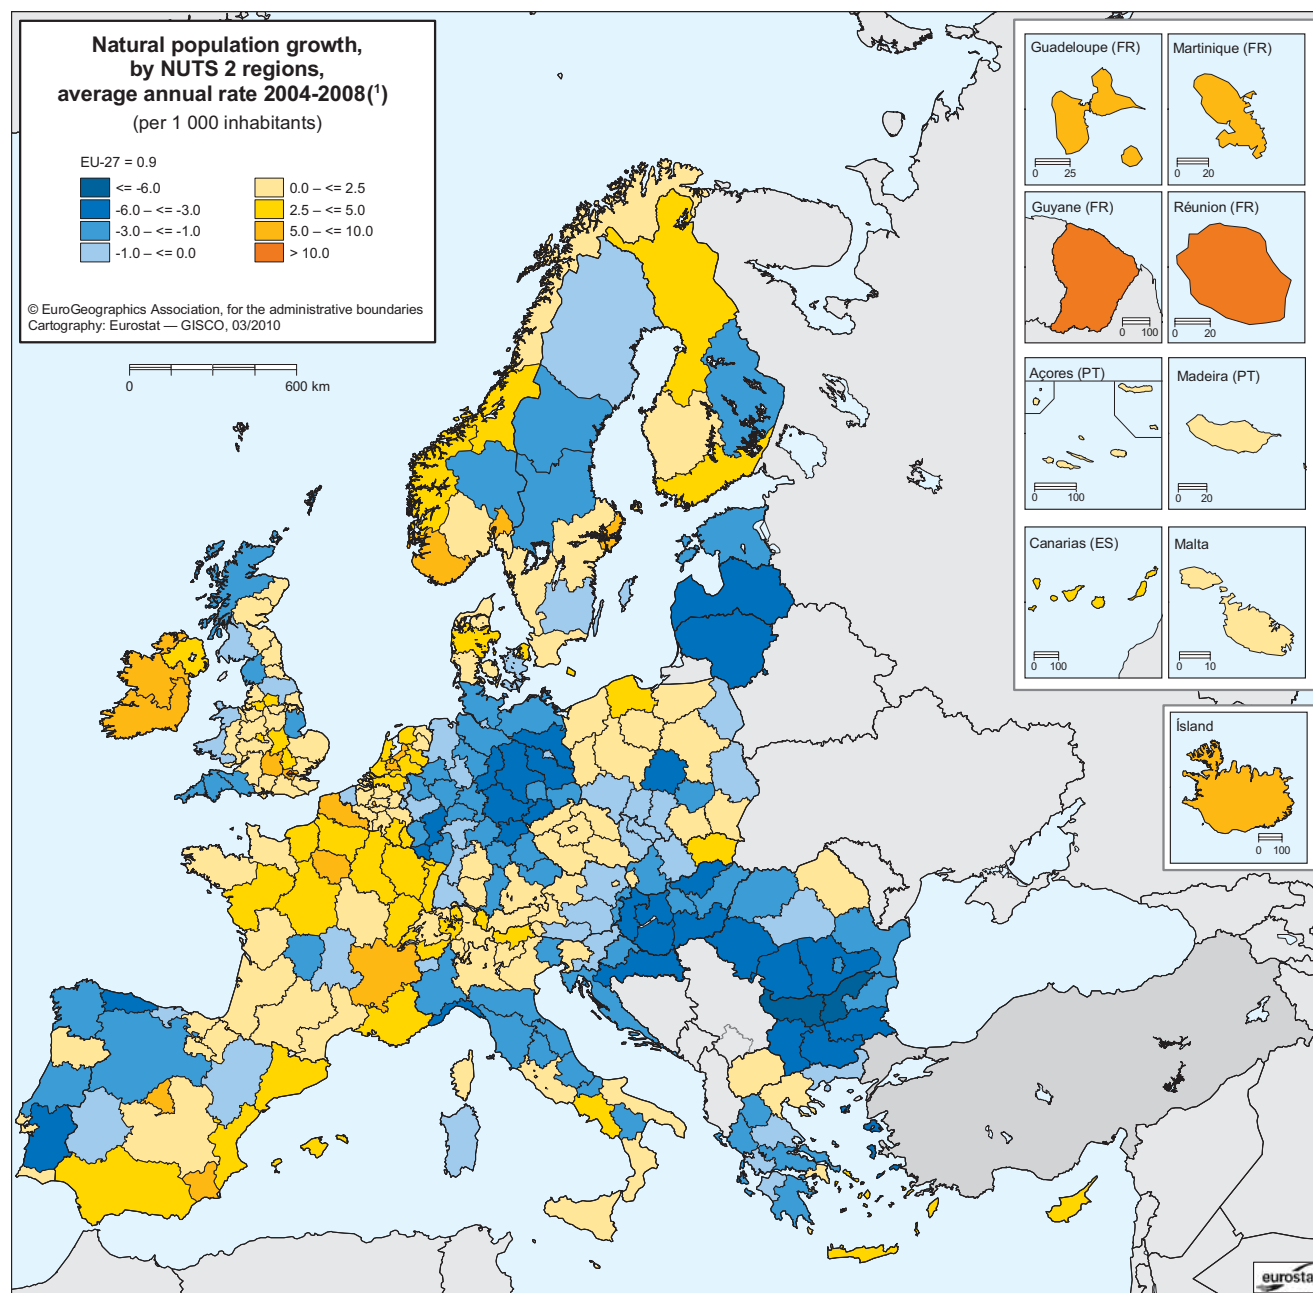 Natural population growth,
by NUTS 2 regions,
average annual rate 2004-2008(¹)
(per 1 000 inhabitants)
EU-27 = 0.9
<= -6.0
-6.0 – <= -3.0
-3.0 – <= -1.0
-1.0 – <= 0.0
0.0 – <= 2.5
2.5 – <= 5.0
5.0 – <= 10.0
> 10.0
© EuroGeographics Association, for the administrative boundaries
Cartography: Eurostat — GISCO, 03/2010
0 600 km
Guadeloupe (FR)
0 25
Martinique (FR)
0 20
Guyane (FR)
0 100
Réunion (FR)
0 20
Açores (PT)
0 100
Madeira (PT)
0 20
Canarias (ES)
0 100
Malta
0 10
Ísland
0 100
eurosta